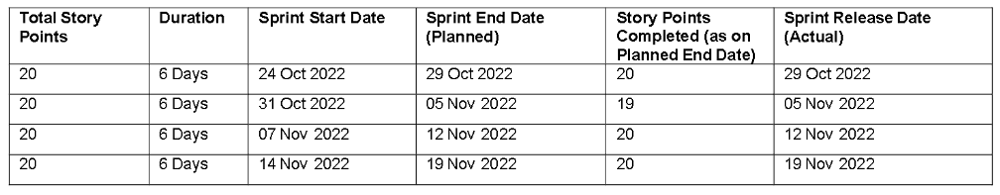 Total Story Points Duration Sprint Start Date Sprint End Date (Planned) Story Points Completed (as on Planned End Date) Sprint Release Date (Actual)
20 6 Days 24 Oct 2022 29 Oct 2022 20 29 Oct 2022
20 6 Days 31 Oct 2022 05 Nov 2022 19 05 Nov 2022
20 6 Days 07 Nov 2022 12 Nov 2022 20 12 Nov 2022
20 6 Days 14 Nov 2022 19 Nov 2022 20 19 Nov 2022